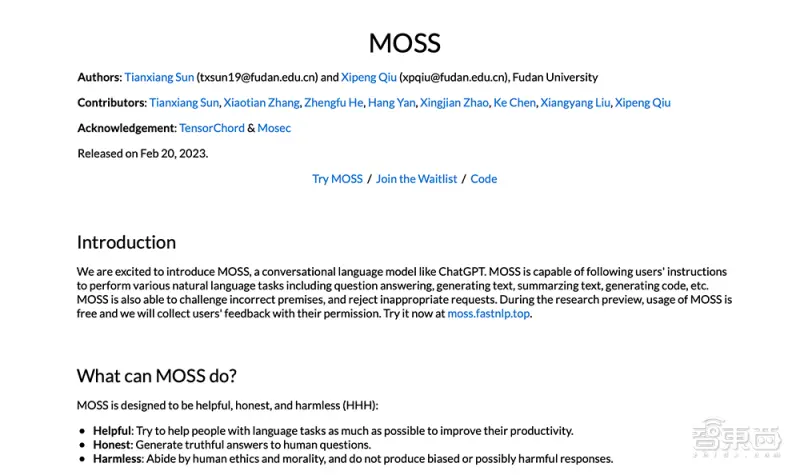 MOSS
Authors: Tianxiang Sun (txsun19@fudan.edu.cn) and Xipeng Qiu (xpqiu@fudan.edu.cn), Fudan University
Contributors: Tianxiang Sun, Xiaotian Zhang, Zhengfu He, Hang Yan, Xingjian Zhao, Ke Chen, Xiangyang Liu, Xipeng Qiu
Acknowledgement: TensorChord & Mosec
Released on Feb 20, 2023.
Try MOSS / Join the Waitlist / Code
Introduction
We are excited to introduce MOSS, a conversational language model like ChatGPT. MOSS is capable of following users' instructions
to perform various natural language tasks including question answering, generating text, summarzing text, generating code, etc.
MOSS is also able to challenge incorrect premises, and reject inappropriate requests. During the research preview, usage of MOSS is
free and we will collect users' feedback with their permission. Try it now at moss.fastnlp.top.
What can MOSS do?
MOSS is designed to be helpful, honest, and harmless (HHH):
• Helpful: Try to help people with language tasks as much as possible to improve their productivity.
• Honest: Generate truthful answers to human questions.
• Harmless: Abide by human ethics and morality, and do not produce biased or possibly harmful responses.
智東西